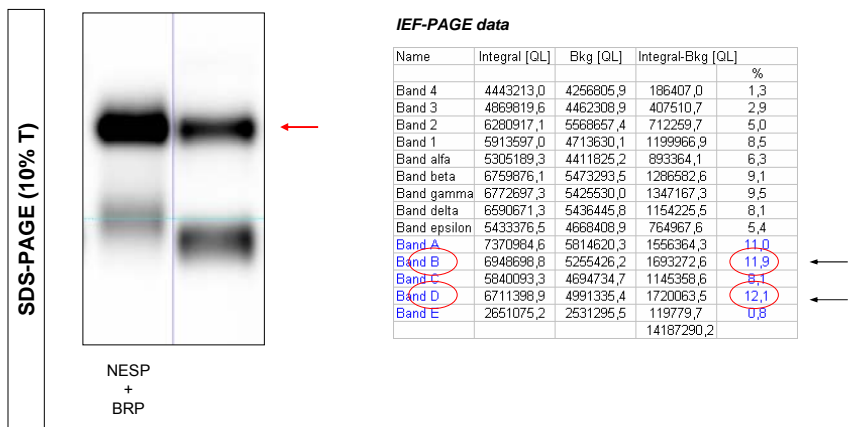 SDS-PAGE (10% T)
NESP
+
BRP
IEF-PAGE data
Name Integral [QL] Bkg [QL] Integral-Bkg [QL]
%
Band 4 4443213,0 4256805,9 186407,0 1,3
Band 3 4869819,6 4462308,9 407510,7 2,9
Band 2 6280917,1 5568657,4 712259,7 5,0
Band 1 5913597,0 4713630,1 1199966,9 8,5
Band alfa 5305189,3 4411825,2 893364,1 6,3
Band beta 6759876,1 5473293,5 1286582,6 9,1
Band gamma 6772697,3 5425530,0 1347167,3 9,5
Band delta 6590671,3 5436445,8 1154225,5 8,1
Band epsilon 5433376,5 4668408,9 764967,6 5,4
Band A 7370984,6 5814620,3 1556364,3 11,0
Band B 6948698,8 5255426,2 1693272,6 11,9
Band C 5840093,3 4694734,7 1145358,6 8,1
Band D 6711398,9 4991335,4 1720063,5 12,1
Band E 2651075,2 2531295,5 119779,7 0,8
14187290,2